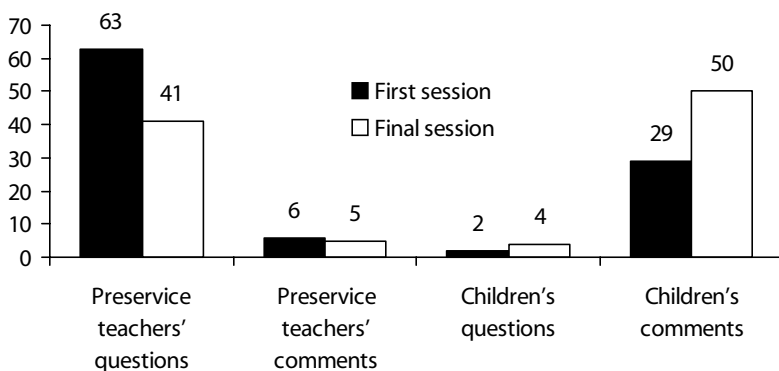 70
60
50
40
30
20
10
0
63
41
6
5
2
4
29
50
First session
Final session
Preservice
teachers’
questions
Preservice
teachers’
comments
Children’s
questions
Children’s
comments